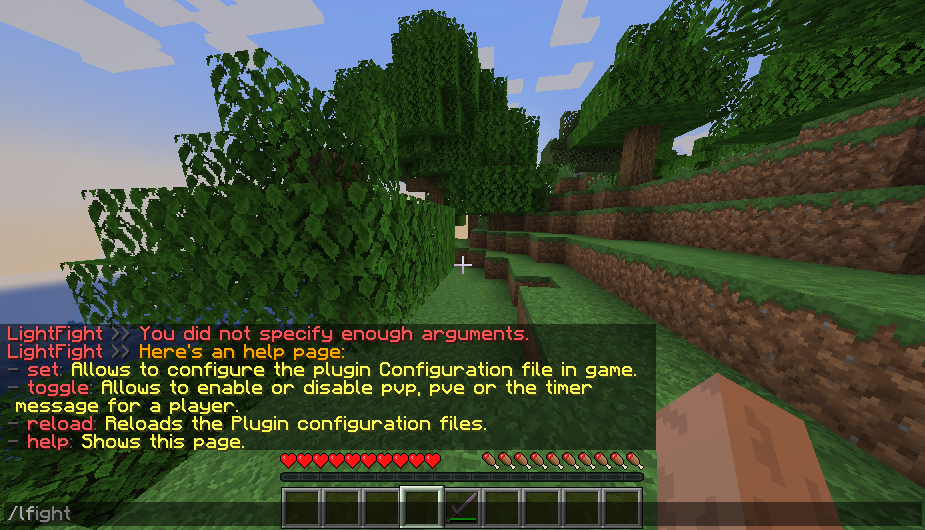 LightFight >> You did not specify enough arguments.
LightFight >> Here's an help page:
- set: Allows to configure the plugin Configuration file in game.
- toggle: Allows to enable or disable pvp, pve or the timer
message for a player.
- reload: Reloads the Plugin configuration files.
- help: Shows this page.
/lfight